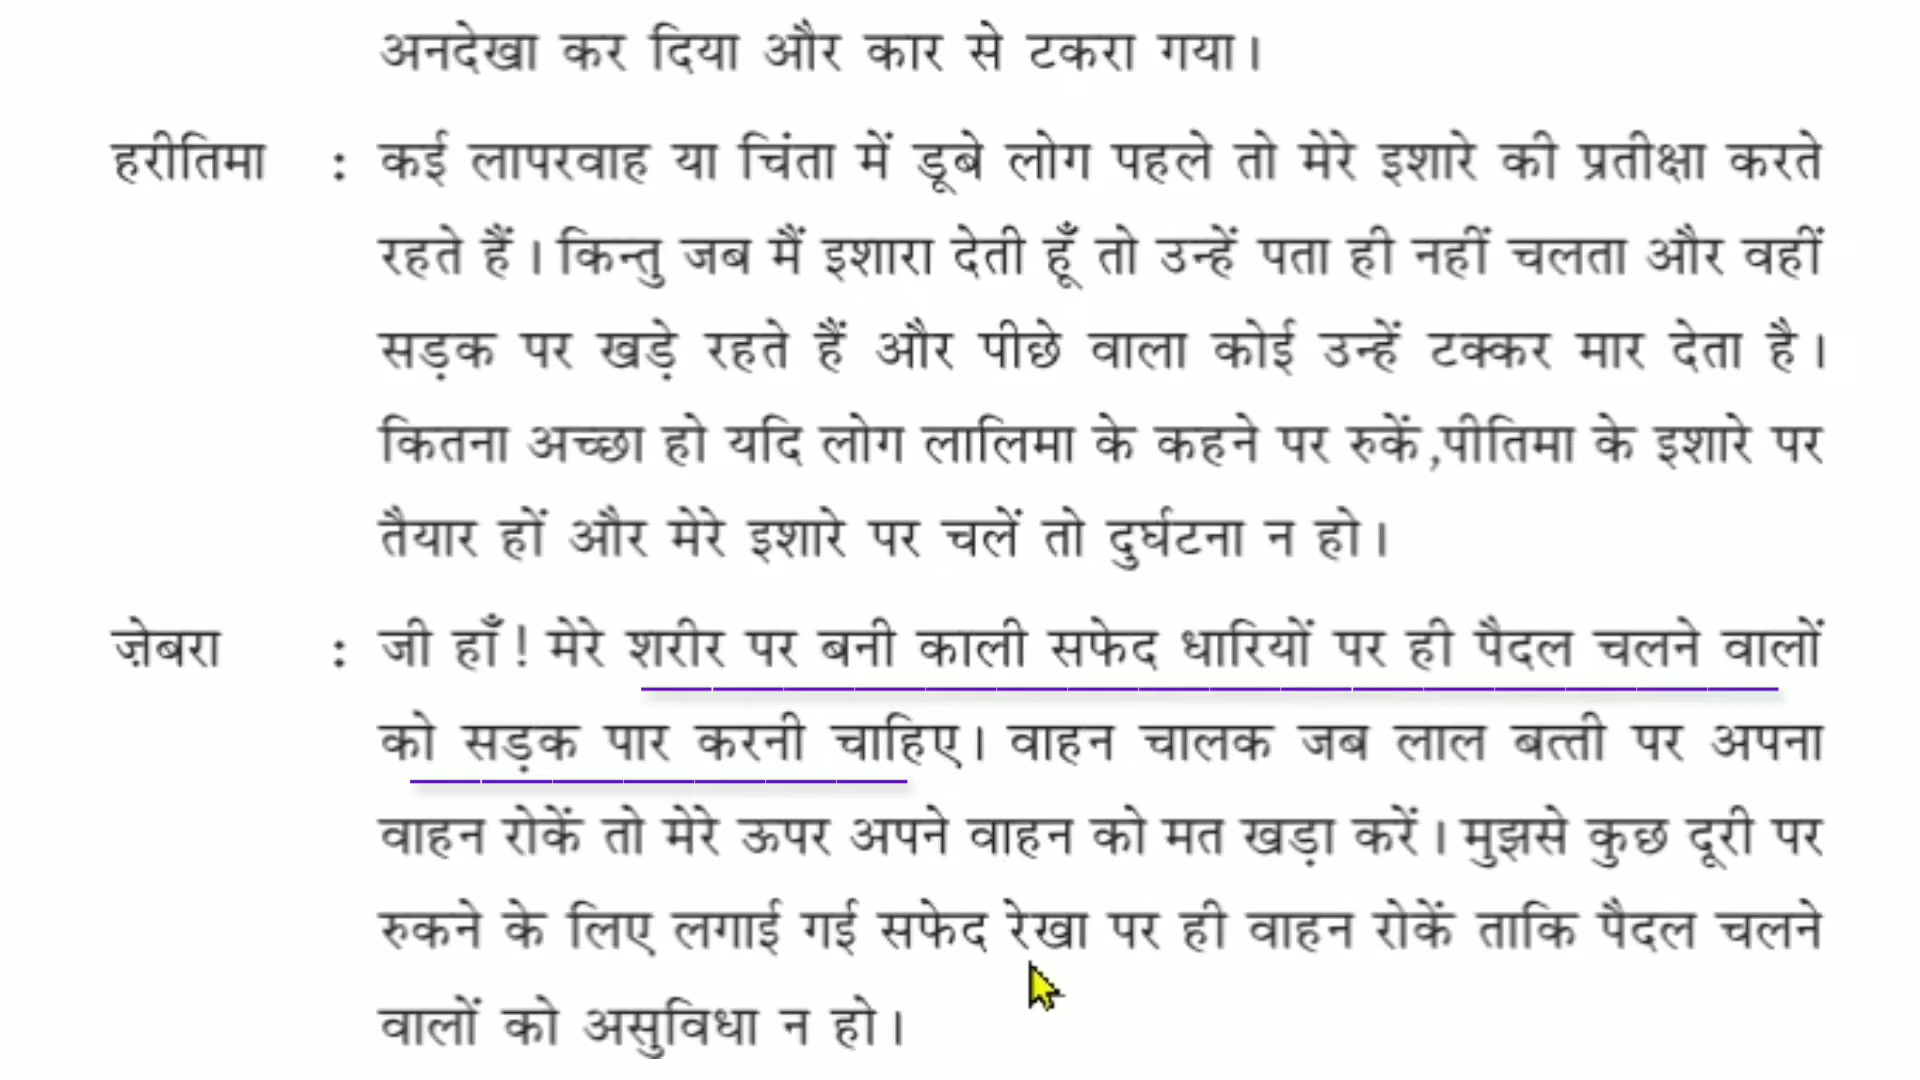 अनदेखा कर दिया और कार से टकरा गया।
हरीतिमा : कई लापरवाह या चिंता में डूबे लोग पहले तो मेरे इशारे की प्रतीक्षा करते
रहते हैं। किन्तु जब मैं इशारा देती हूँ तो उन्हें पता ही नहीं चलता और वहीं
सड़क पर खड़े रहते हैं और पीछे वाला कोई उन्हें टक्कर मार देता है।
कितना अच्छा हो यदि लोग लालिमा के कहने पर रुकें,पीतिमा के इशारे पर
तैयार हों और मेरे इशारे पर चलें तो दुर्घटना न हो।
ज़ेबरा : जी हाँ! मेरे शरीर पर बनी काली सफेद धारियों पर ही पैदल चलने वालों
को सड़क पार करनी चाहिए। वाहन चालक जब लाल बत्ती पर अपना
वाहन रोकें तो मेरे ऊपर अपने वाहन को मत खड़ा करें। मुझसे कुछ दूरी पर
रुकने के लिए लगाई गई सफेद रेखा पर ही वाहन रोकें ताकि पैदल चलने
वालों को असुविधा न हो।